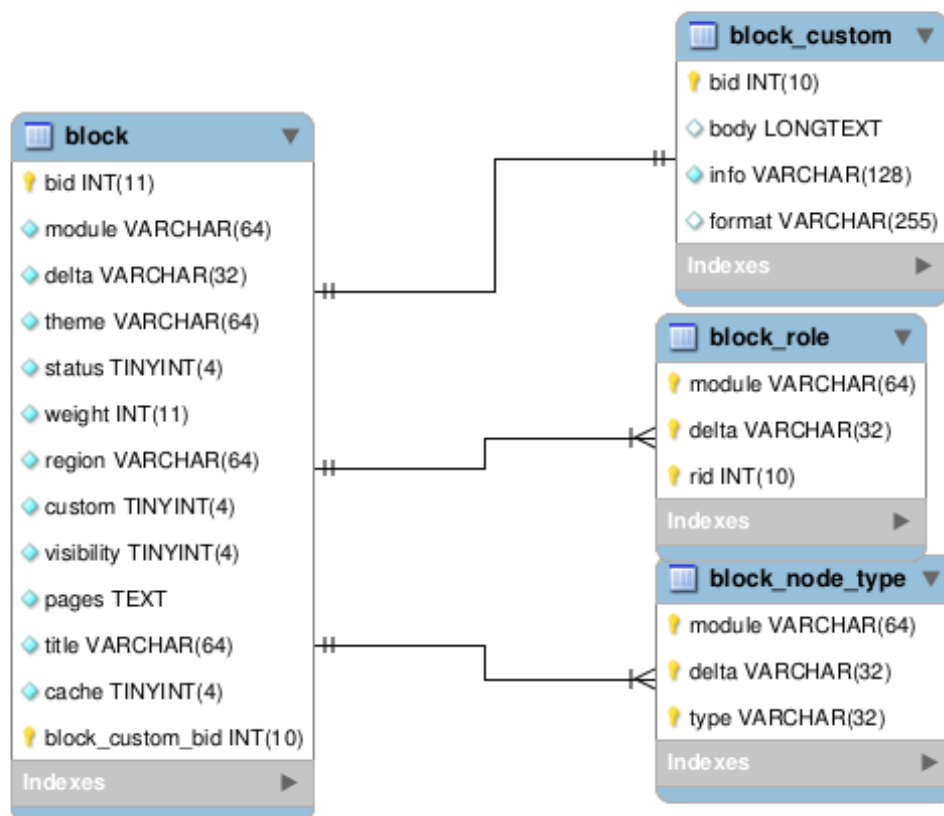 block
bid INT(11)
module VARCHAR(64)
delta VARCHAR(32)
theme VARCHAR(64)
status TINYINT(4)
weight INT(11)
region VARCHAR(64)
custom TINYINT(4)
visibility TINYINT(4)
pages TEXT
title VARCHAR(64)
cache TINYINT(4)
block_custom_bid INT(10)
Indexes
block_custom
bid INT(10)
body LONGTEXT
info VARCHAR(128)
format VARCHAR(255)
Indexes
block_role
module VARCHAR(64)
delta VARCHAR(32)
rid INT(10)
Indexes
block_node_type
module VARCHAR(64)
delta VARCHAR(32)
type VARCHAR(32)
Indexes